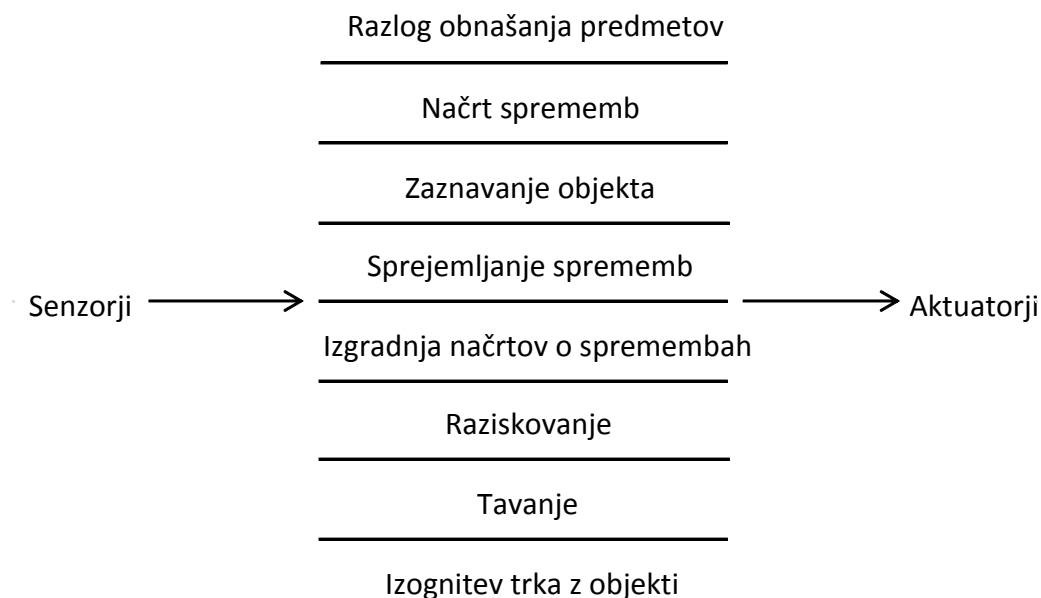 Razlog obnašanja predmetov
Načrt sprememb
Zaznavanje objekta
Sprejemljanje sprememb
Senzorji
Aktuatorji
Izgradnja načrtov o spremembah
Raziskovanje
Tavanje
Izognitev trka z objekti